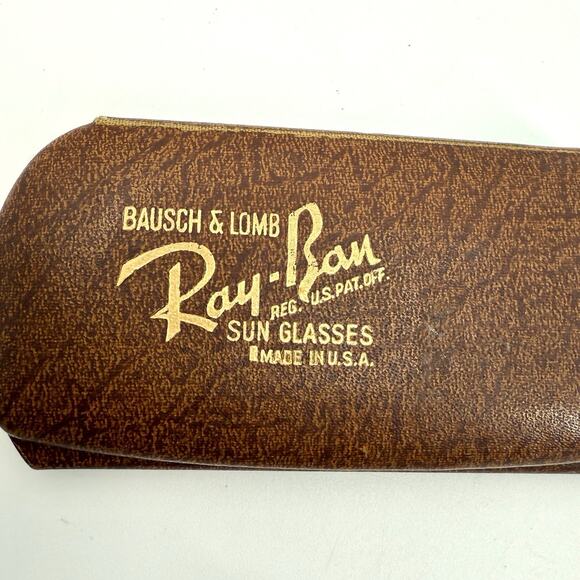 BAUSCH & LOMB
Ray-Ban
REG. U.S. PAT. OFF.
SUN GLASSES
MADE IN U.S.A.